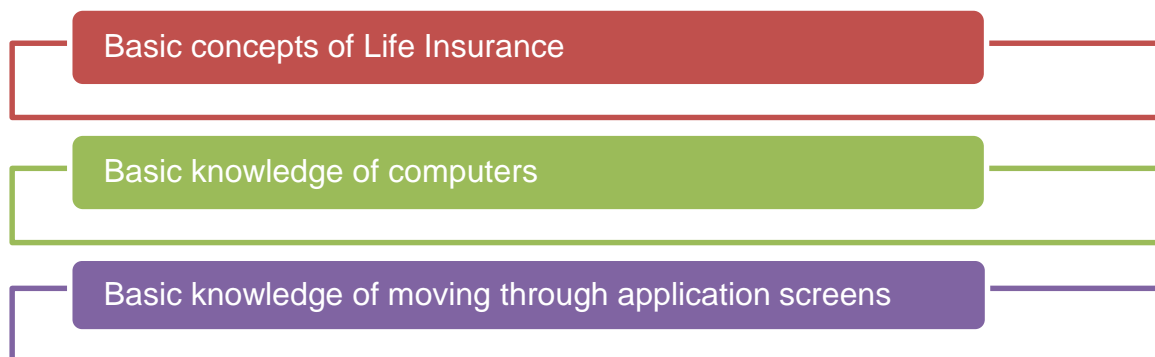 Basic concepts of Life Insurance
Basic knowledge of computers
Basic knowledge of moving through application screens